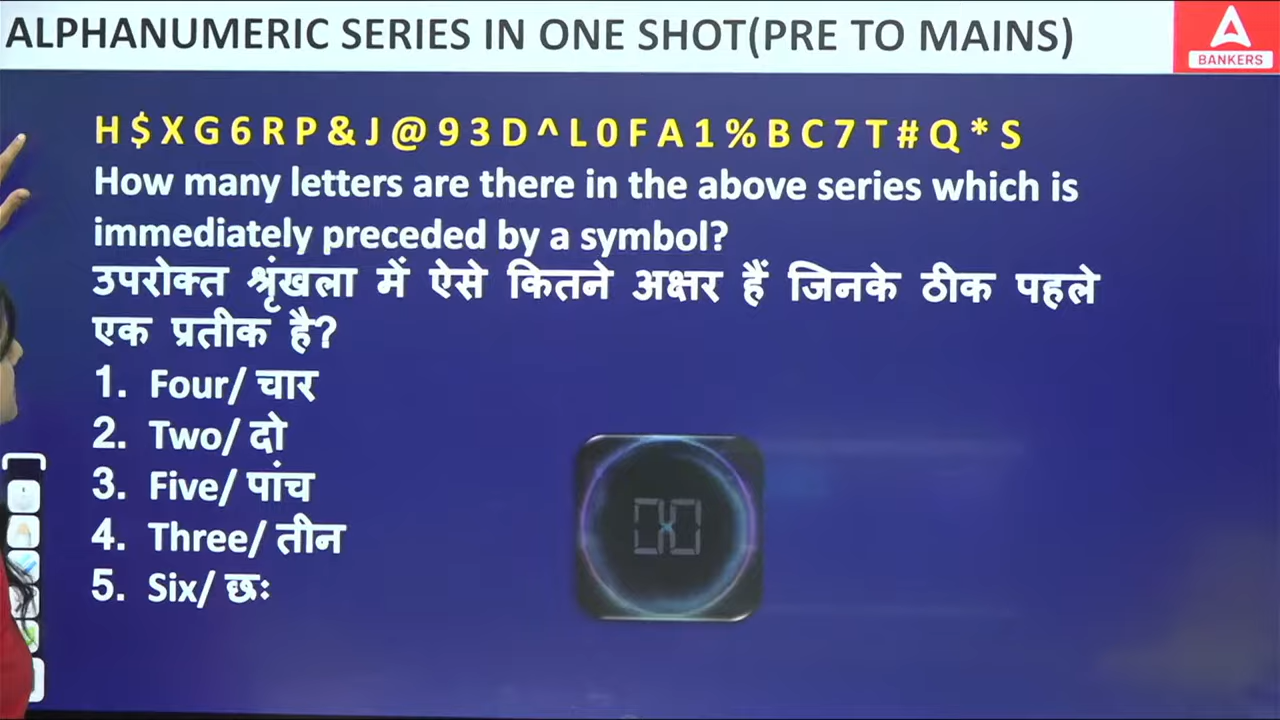 ALPHANUMERIC SERIES IN ONE SHOT(PRE TO MAINS)
A
BANKERS
H $ X G 6 R P & J @ 9 3 D ^ L 0 F A 1 % B C 7 T # Q * S
How many letters are there in the above series which is
immediately preceded by a symbol?
उपरोक्त श्रृंखला में ऐसे कितने अक्षर हैं जिनके ठीक पहले
एक प्रतीक है?
1. Four/ चार
2. Two/ दो
3. Five/ पांच
4. Three/ तीन
5. Six/ छः